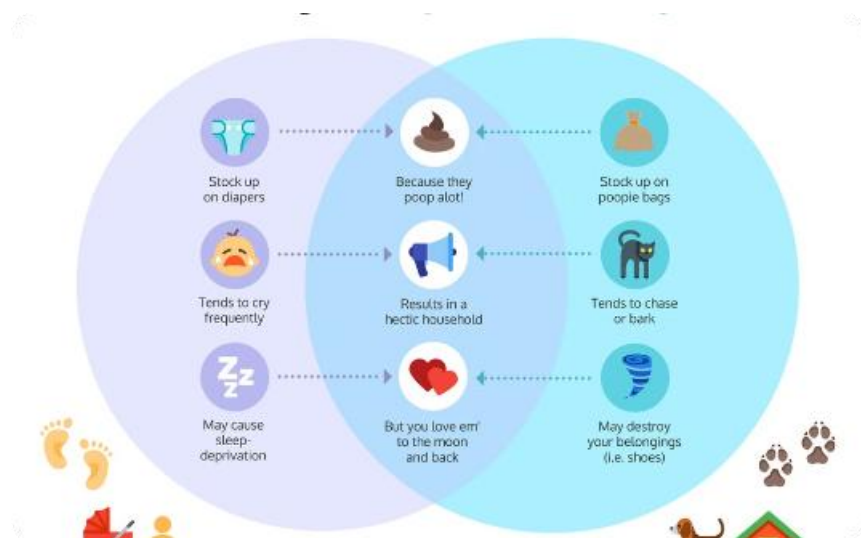 Stock up
on diapers
Because they
poop alot!
Stock up on
poopie bags
Tends to cry
frequently
Results in a
hectic household
Tends to chase
or bark
ZZZ
May cause
sleep-
deprivation
But you love em'
to the moon
and back
May destroy
your belongings
(i.e. shoes)